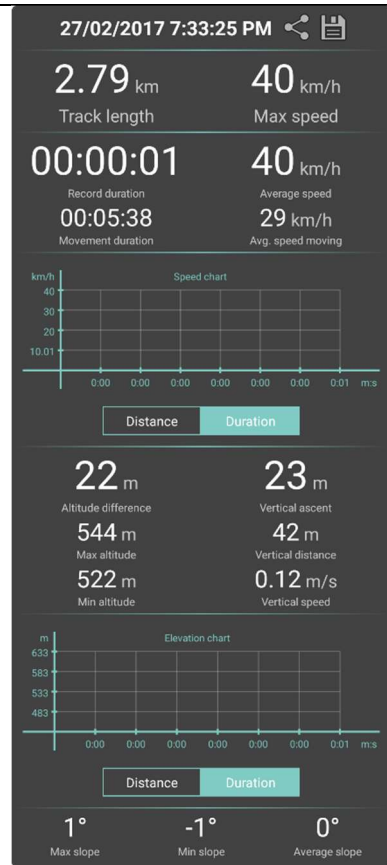 27/02/2017 7:33:25 PM
2.79 km 40 km/h
Track length Max speed
00:00:01 40 km/h
Record duration Average speed
00:05:38 29 km/h
Movement duration Avg. speed moving
km/h Speed chart
40
30
20
10.01
0:00 0:00 0:00 0:00 0:00 0:00 0:01 m:s
Distance Duration
22 m 23 m
Altitude difference Vertical ascent
544 m 42 m
Max altitude Vertical distance
522 m 0.12 m/s
Min altitude Vertical speed
m Elevation chart
633
583
533
483
0:00 0:00 0:00 0:00 0:00 0:00 0:01 m:s
Distance Duration
1° -1° 0°
Max slope Min slope Average slope